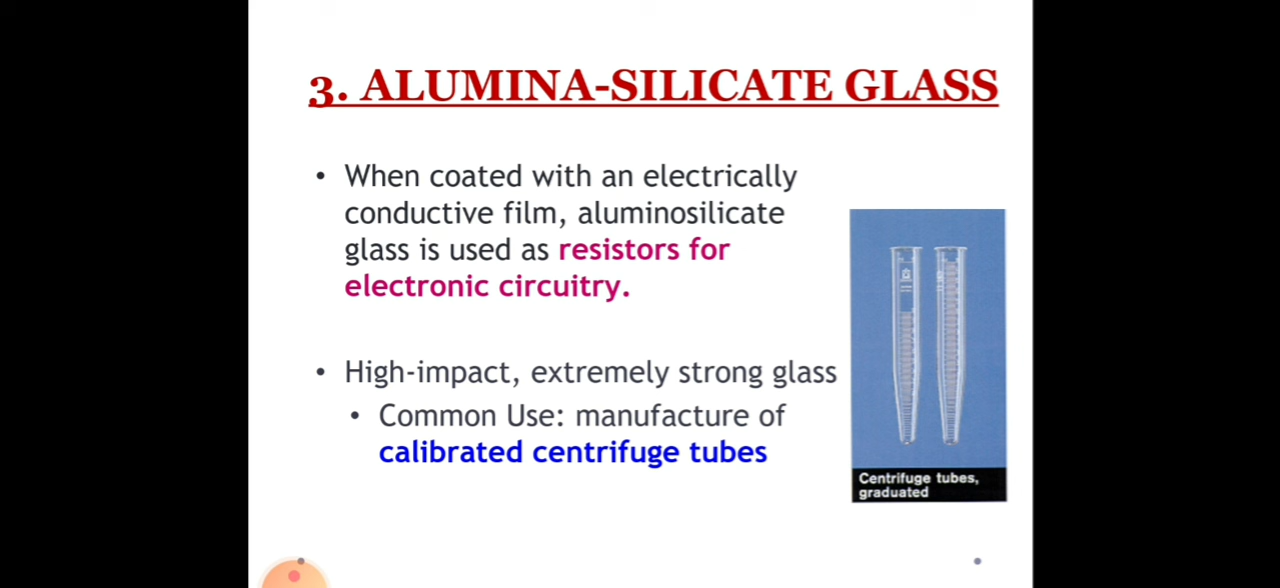 3. ALUMINA-SILICATE GLASS
• When coated with an electrically
conductive film, aluminosilicate
glass is used as resistors for
electronic circuitry.
• High-impact, extremely strong glass
• Common Use: manufacture of
calibrated centrifuge tubes
Centrifuge tubes,
graduated